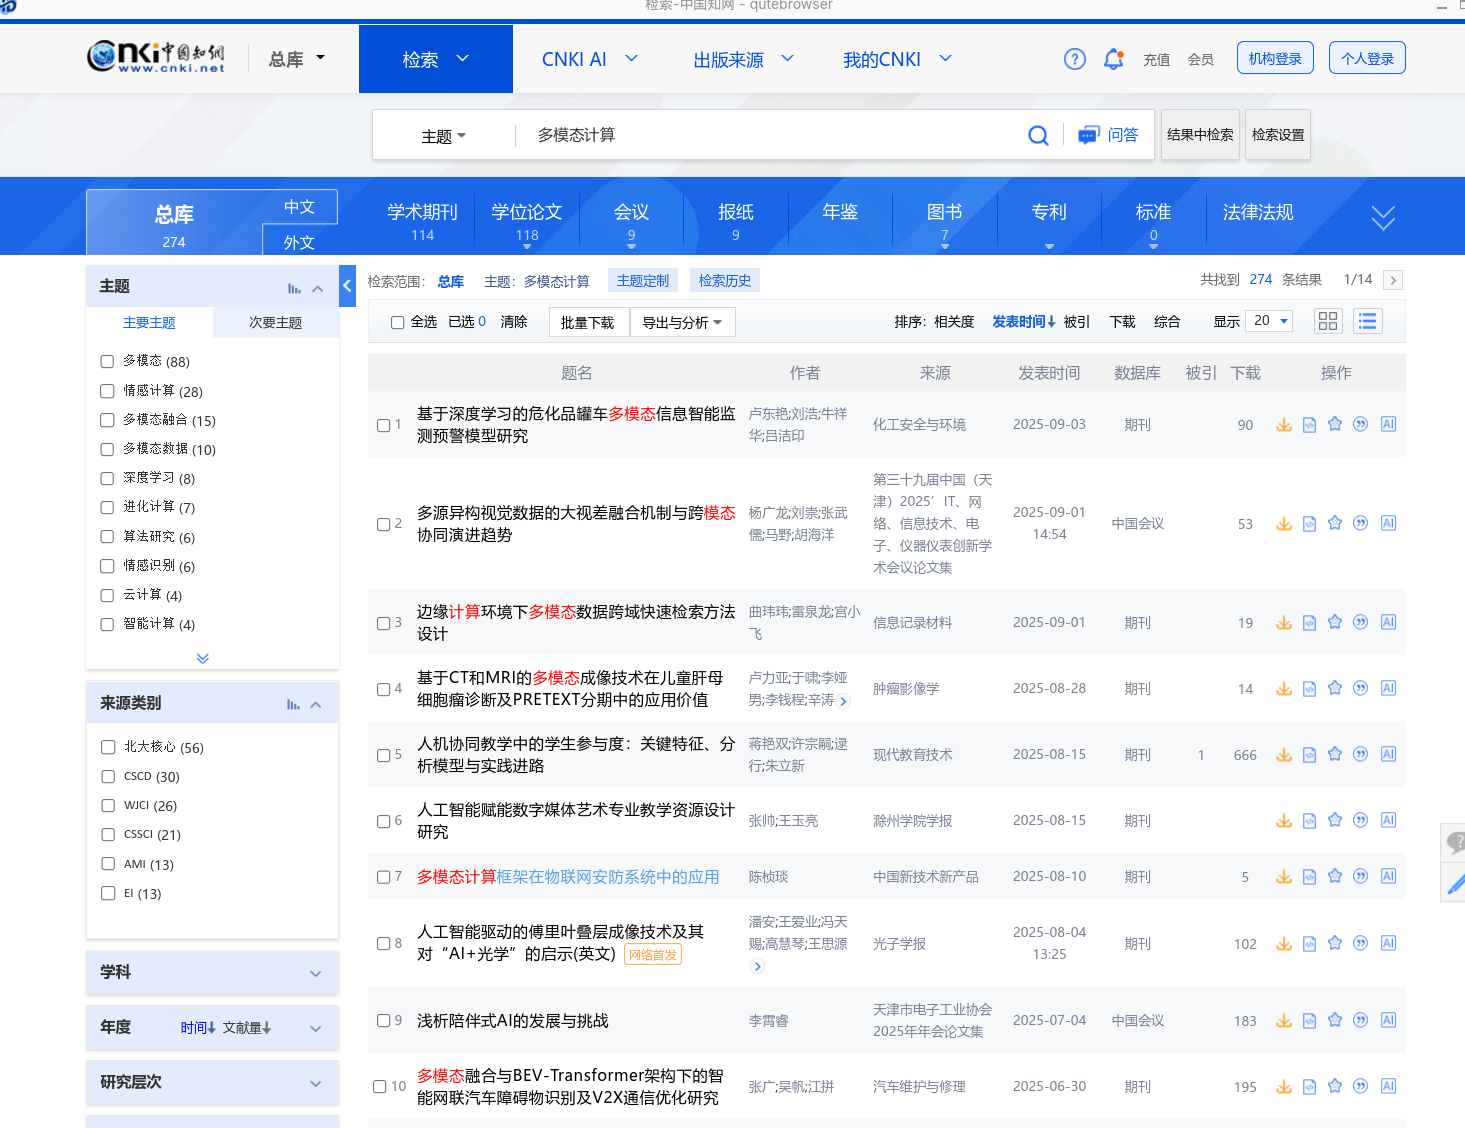 检索-中国知网 - qutebrowser
Cnki中国知网
www.cnki.net
总库
检索
CNKI AI
出版来源
我的CNKI
充值
会员
机构登录
个人登录
主题
多模态计算
问答
结果中检索
检索设置
总库
274
中文
外文
学术期刊
114
学位论文
118
会议
9
报纸
9
年鉴
图书
7
专利
标准
0
法律法规
主题
主要主题
次要主题
多模态 (88)
情感计算 (28)
多模态融合 (15)
多模态数据 (10)
深度学习 (8)
进化计算 (7)
算法研究 (6)
情感识别 (6)
云计算 (4)
智能计算 (4)
来源类别
北大核心 (56)
CSCD (30)
WJCI (26)
CSSCI (21)
AMI (13)
EI (13)
学科
年度 时间 文献量
研究层次
检索范围： 总库 主题：多模态计算 主题定制 检索历史
共找到 274 条结果 1/14
全选 已选 0 清除 批量下载 导出与分析
排序： 相关度 发表时间 被引 下载 综合 显示 20
题名 作者 来源 发表时间 数据库 被引 下载 操作
1 基于深度学习的危化品罐车多模态信息智能监
测预警模型研究
卢东艳;刘浩;牛祥
华;吕洁印
化工安全与环境 2025-09-03 期刊 90 AI
2 多源异构视觉数据的大视差融合机制与跨模态
协同演进趋势
杨广龙;刘崇;张武
儒;马野;胡海洋
第三十九届中国（天
津）2025’IT、网
络、信息技术、电
子、仪器仪表创新学
术会议论文集
2025-09-01
14:54
中国会议 53 AI
3 边缘计算环境下多模态数据跨域快速检索方法
设计
曲玮玮;雷泉龙;宫小
飞
信息记录材料 2025-09-01 期刊 19 AI
4 基于CT和MRI的多模态成像技术在儿童肝母
细胞瘤诊断及PRETEXT分期中的应用价值
卢力亚;于啸;李娅
男;李钱程;辛涛
肿瘤影像学 2025-08-28 期刊 14 AI
5 人机协同教学中的学生参与度：关键特征、分
析模型与实践进路
蒋艳双;许宗嗣;逯
行;朱立新
现代教育技术 2025-08-15 期刊 1 666 AI
6 人工智能赋能数字媒体艺术专业教学资源设计
研究
张帅;王玉亮
滁州学院学报 2025-08-15 期刊 AI
7 多模态计算框架在物联网安防系统中的应用 陈桢琰 中国新技术新产品 2025-08-10 期刊 5 AI
8 人工智能驱动的傅里叶叠层成像技术及其
对“AI+光学”的启示(英文) 网络首发
潘安;王爱业;冯天
赐;高慧琴;王思源
光子学报
2025-08-04
13:25
期刊 102 AI
9 浅析陪伴式AI的发展与挑战 李霄睿
天津市电子工业协会
2025年年会论文集
2025-07-04 中国会议 183 AI
10 多模态融合与BEV-Transformer架构下的智
能网联汽车障碍物识别及V2X通信优化研究
张广;吴帆;江拼
汽车维护与修理 2025-06-30 期刊 195 AI